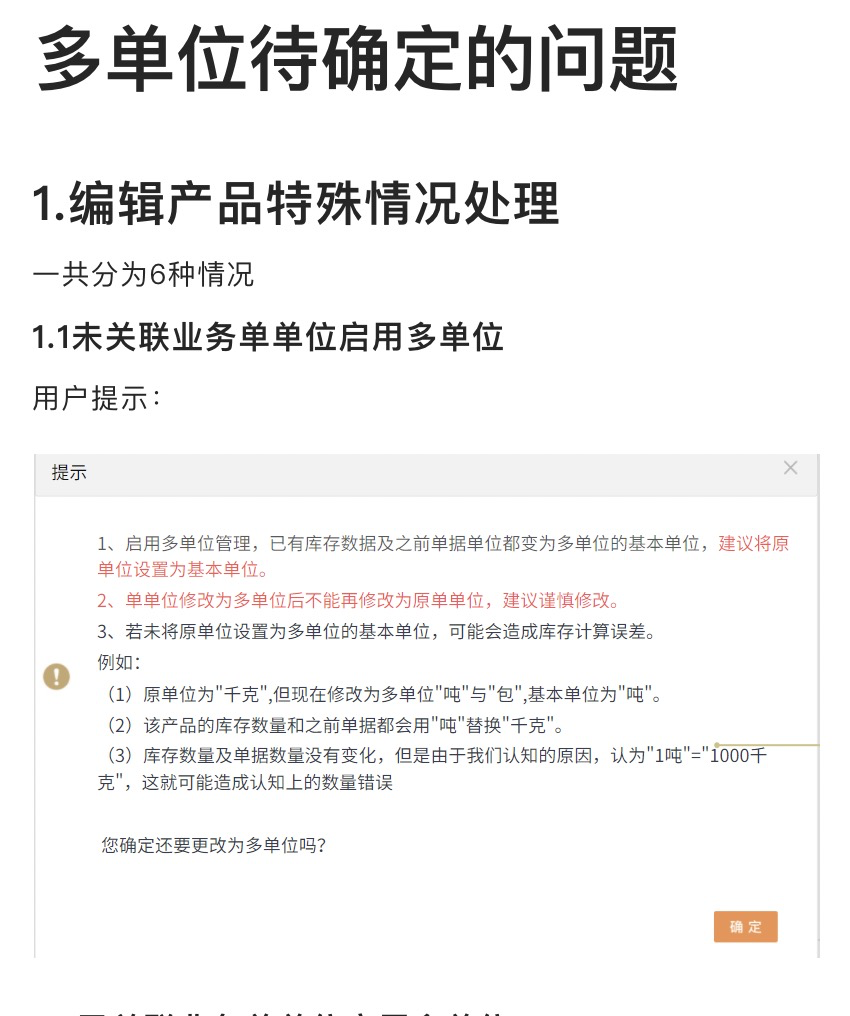 多单位待确定的问题
1.编辑产品特殊情况处理
一共分为6种情况
1.1未关联业务单单位启用多单位
用户提示：
提示
1、启用多单位管理，已有库存数据及之前单据单位都变为多单位的基本单位，建议将原
单位设置为基本单位。
2、单单位修改为多单位后不能再修改为原单单位，建议谨慎修改。
3、若未将原单位设置为多单位的基本单位，可能会造成库存计算误差。
例如：
（1）原单位为"千克",但现在修改为多单位"吨"与"包",基本单位为"吨"。
（2）该产品的库存数量和之前单据都会用"吨"替换"千克"。
（3）库存数量及单据数量没有变化，但是由于我们认知的原因，认为"1吨"="1000千
克"，这就可能造成认知上的数量错误
您确定还要更改为多单位吗？
确 定